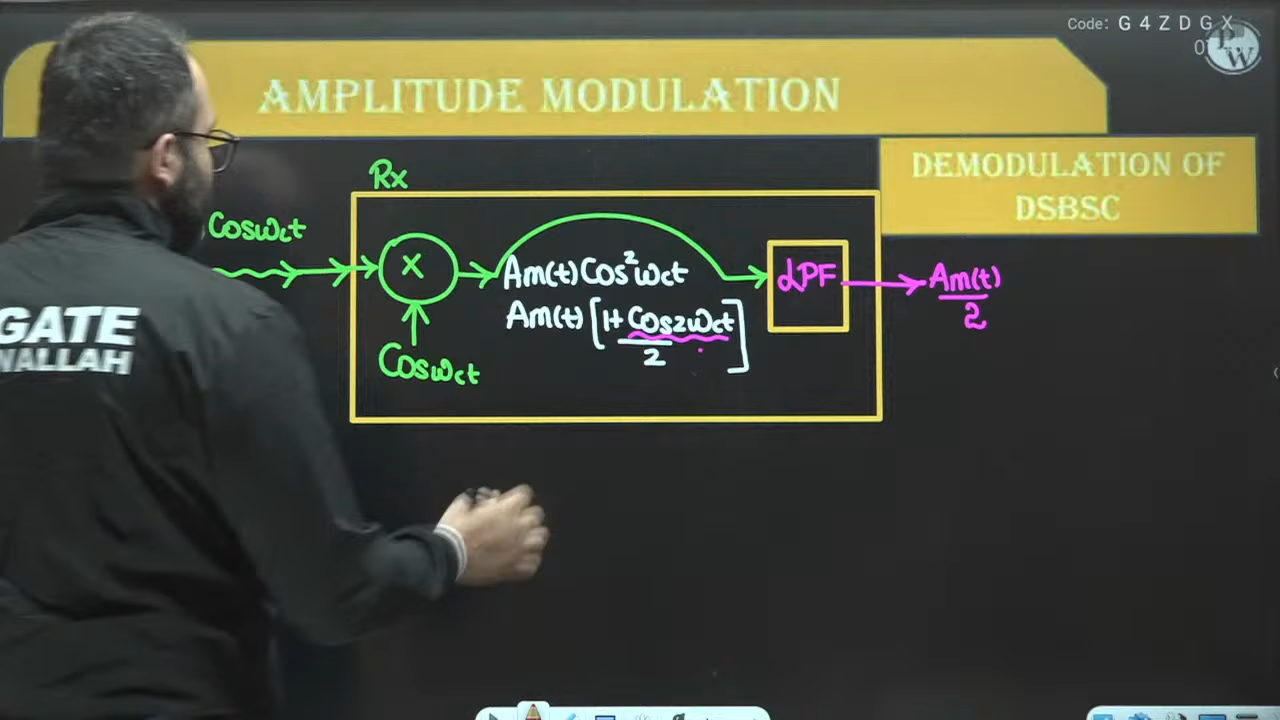 Code: G 4 Z D G X
PW
AMPLITUDE MODULATION
DEMODULATION OF
DSBSC
Rx
Cosωct
X
Am(t)Cos²ωct
LPF
Am(t)/2
Am(t)[1+Cos2ωct/2]
Cosωct
GATE
WALLAH